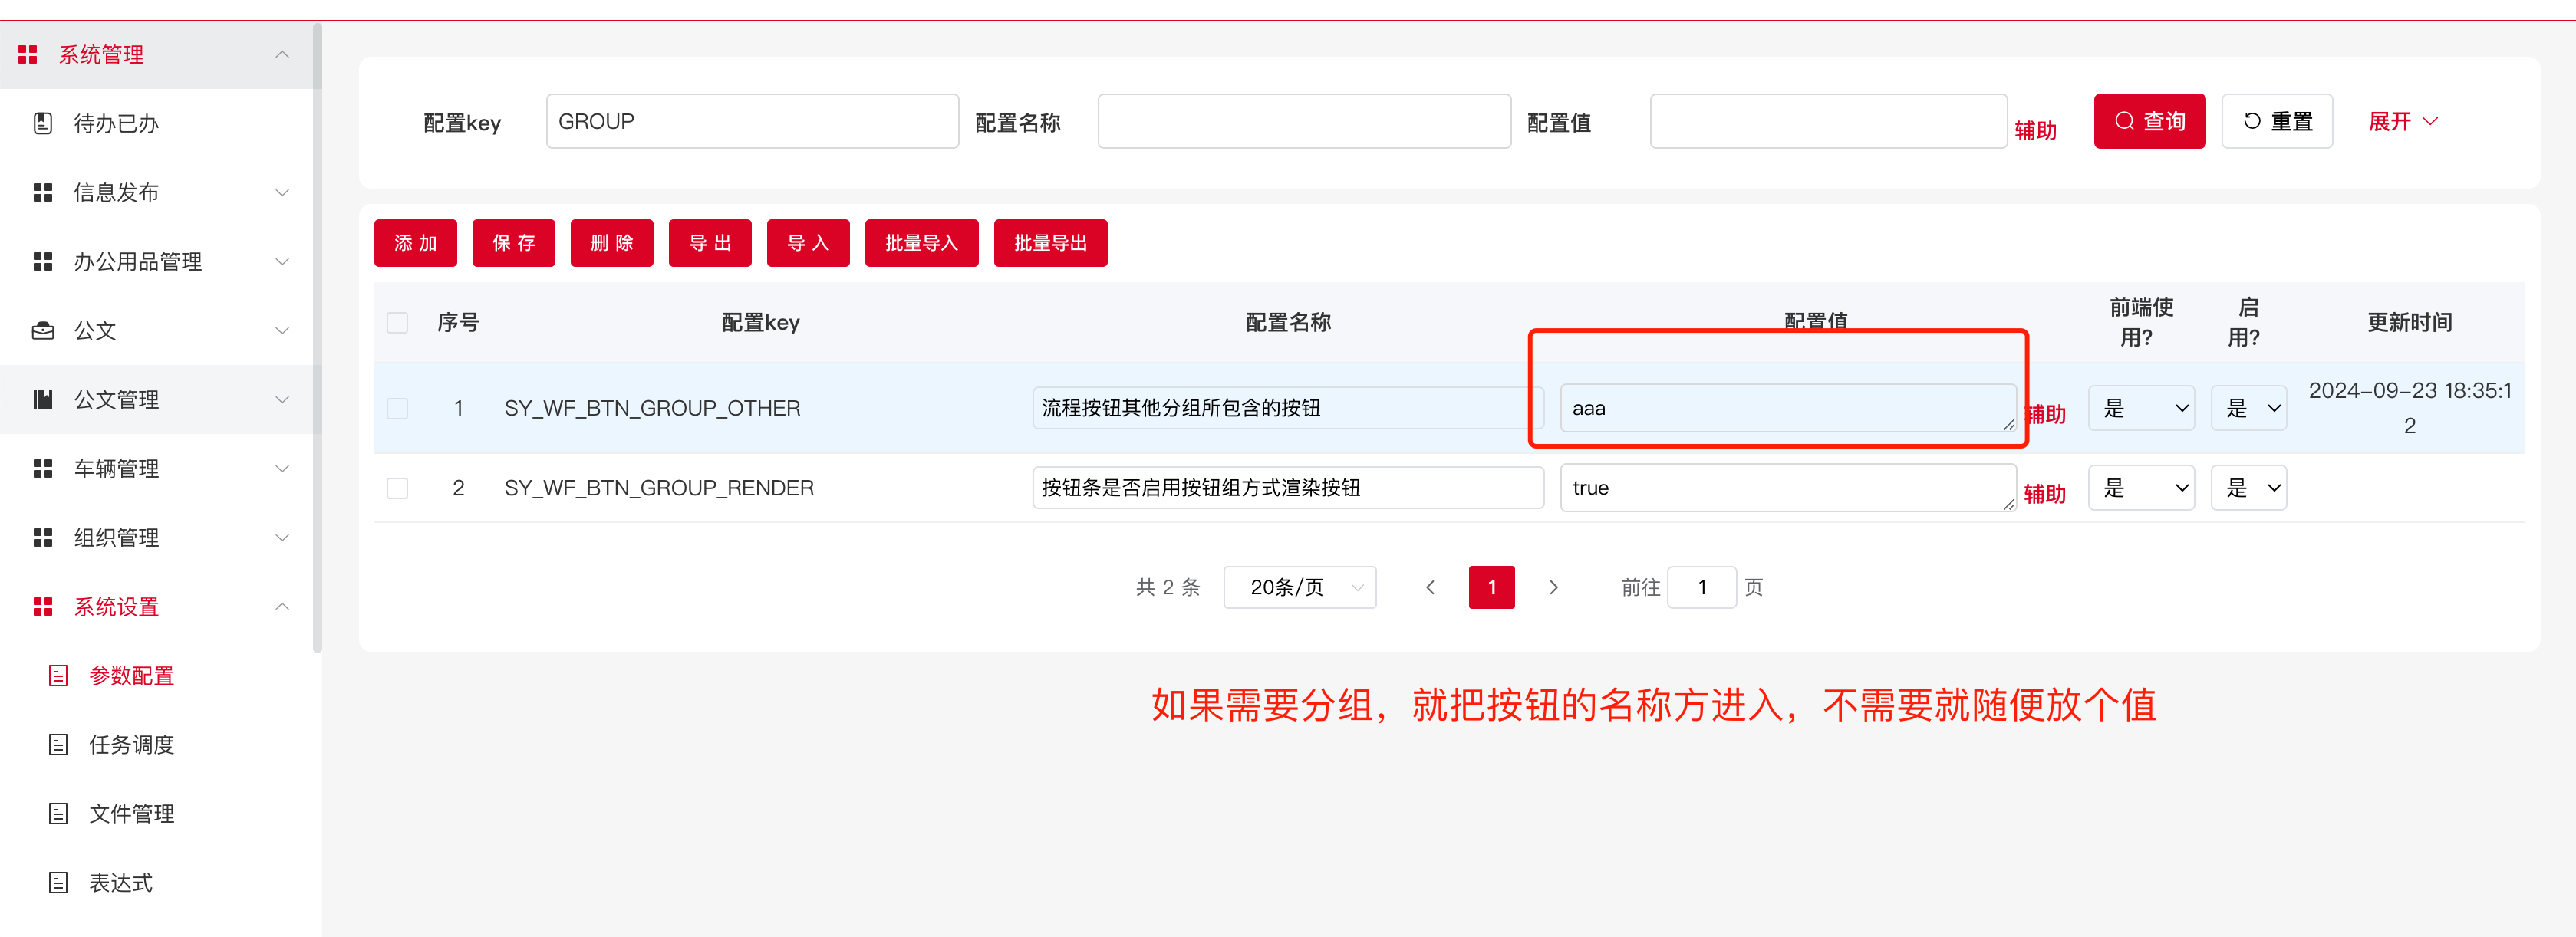 系统管理
待办已办
信息发布
办公用品管理
公文
公文管理
车辆管理
组织管理
系统设置
参数配置
任务调度
文件管理
表达式
配置key GROUP 配置名称 配置值 辅助 查询 重置 展开
添加 保存 删除 导出 导入 批量导入 批量导出
序号 配置key 配置名称 配置值 前端使用? 启用? 更新时间
1 SY_WF_BTN_GROUP_OTHER 流程按钮其他分组所包含的按钮 aaa 辅助 是 是 2024-09-23 18:35:12
2 SY_WF_BTN_GROUP_RENDER 按钮条是否启用按钮组方式渲染按钮 true 辅助 是 是
共 2 条 20条/页 1 前往 1 页
如果需要分组，就把按钮的名称方进入，不需要就随便放个值